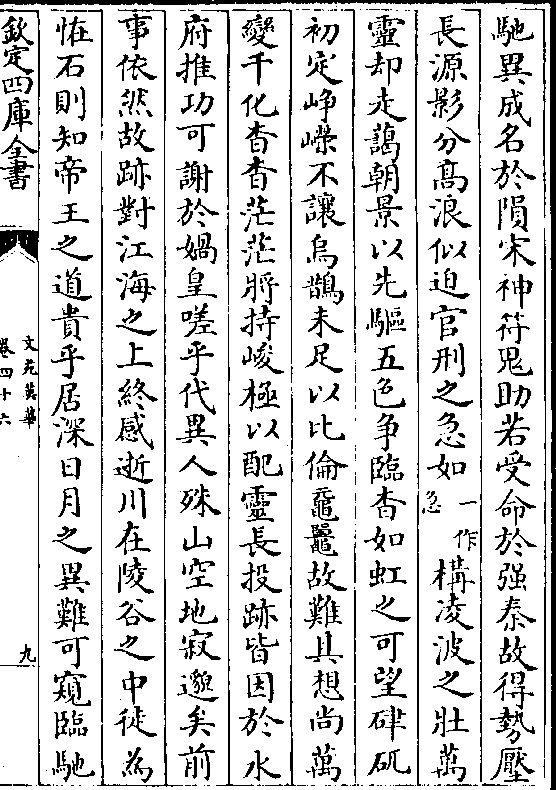 馳異成名於隕宋神符鬼助若受命於强秦故得勢壓
長源影分髙浪似迫官刑之急如一作急構凌波之壯萬
靈却走藹朝景以先驅五色争臨杳如虹之可望硉矹
初定峥嶸不讓烏鵲未足以比倫黿鼉故難具想尚萬
變千化杳杳茫茫將持峻極以配靈長投跡皆因於水
府推功可謝於媧皇嗟乎代異人殊山空地寂邈矣前
事依然故跡對江海之上終感逝川在陵谷之中徒為
恠石則知帝王之道貴乎居深日月之異難可窺臨馳
欽定四庫全書
文苑英華
卷四十六
九